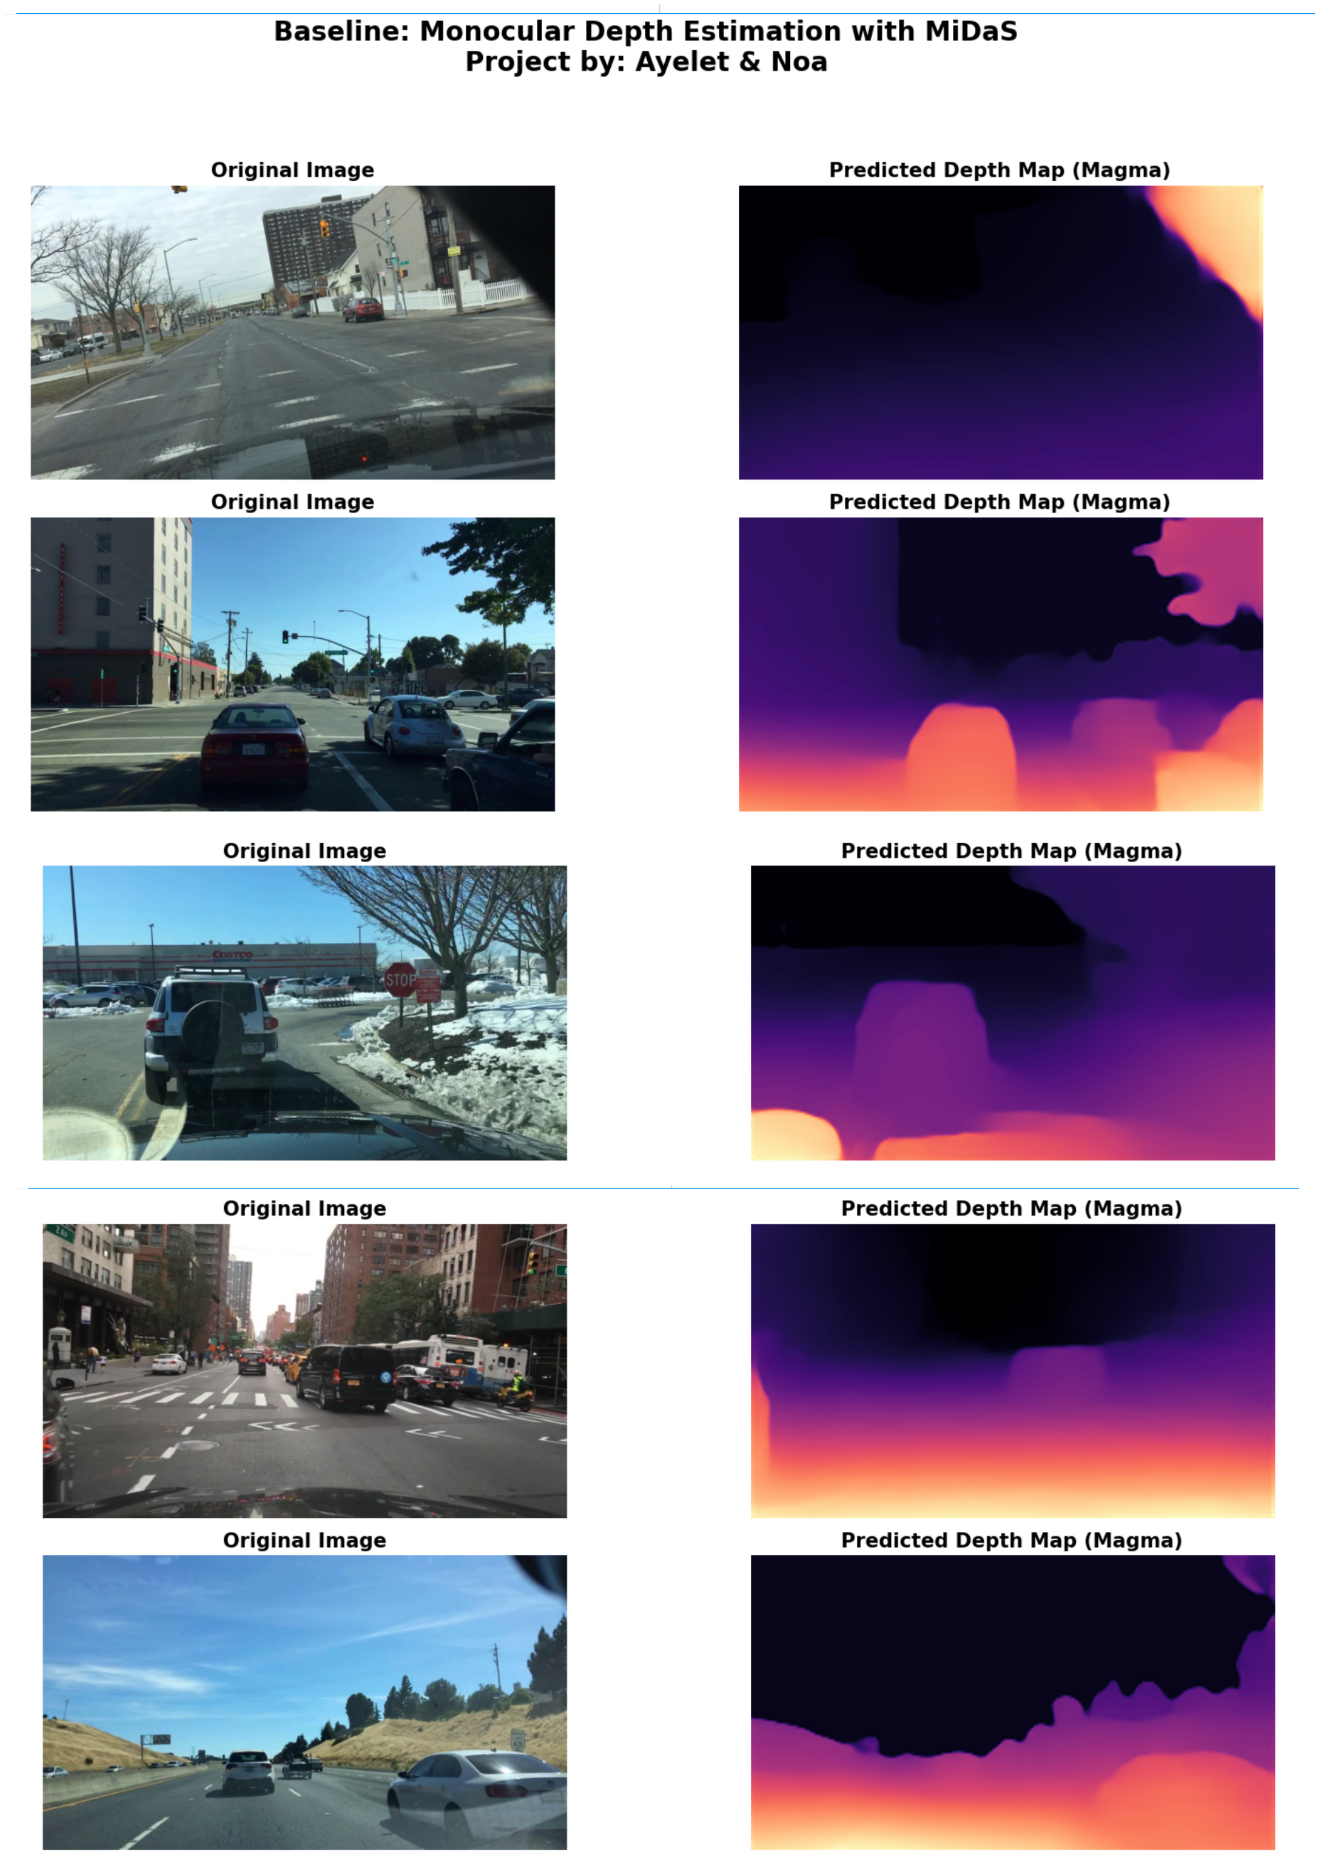 Baseline: Monocular Depth Estimation with MiDaS
Project by: Ayelet & Noa
Original Image
Predicted Depth Map (Magma)
Original Image
Predicted Depth Map (Magma)
Original Image
Predicted Depth Map (Magma)
COSTCO
STOP
Original Image
Predicted Depth Map (Magma)
Original Image
Predicted Depth Map (Magma)